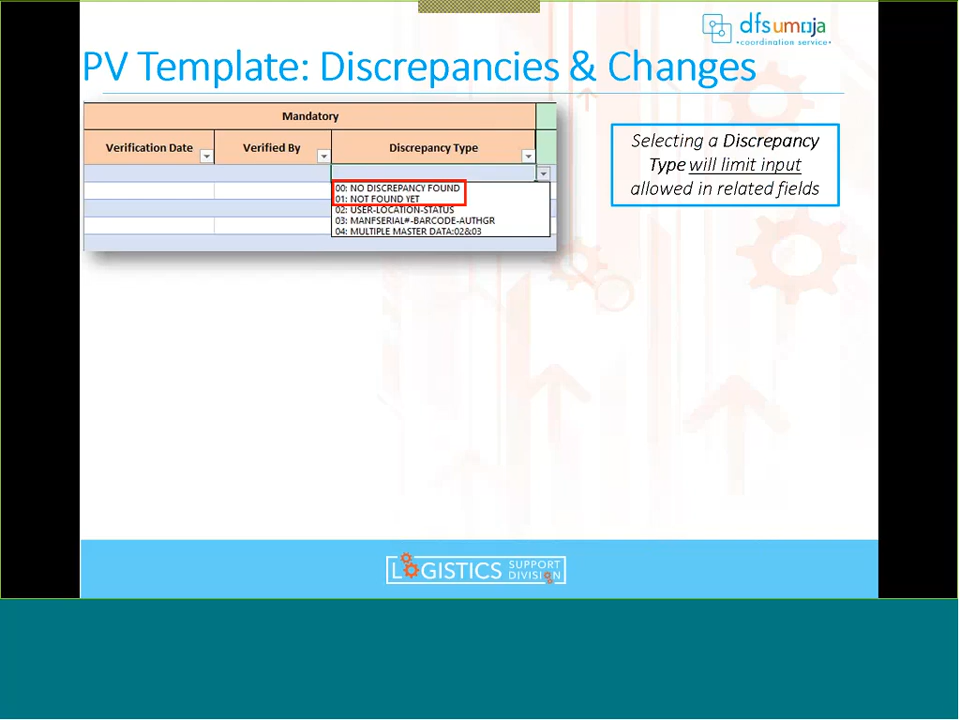 dfsumoja
•coordination service•
PV Template: Discrepancies & Changes
Mandatory
Verification Date
Verified By
Discrepancy Type
00: NO DISCREPANCY FOUND
01: NOT FOUND YET
02: USER-LOCATION-STATUS
03: MANFSERIAL#-BARCODE-AUTHGR
04: MULTIPLE MASTER DATA:02&03
Selecting a Discrepancy
Type will limit input
allowed in related fields
LOGISTICS
SUPPORT
DIVISION